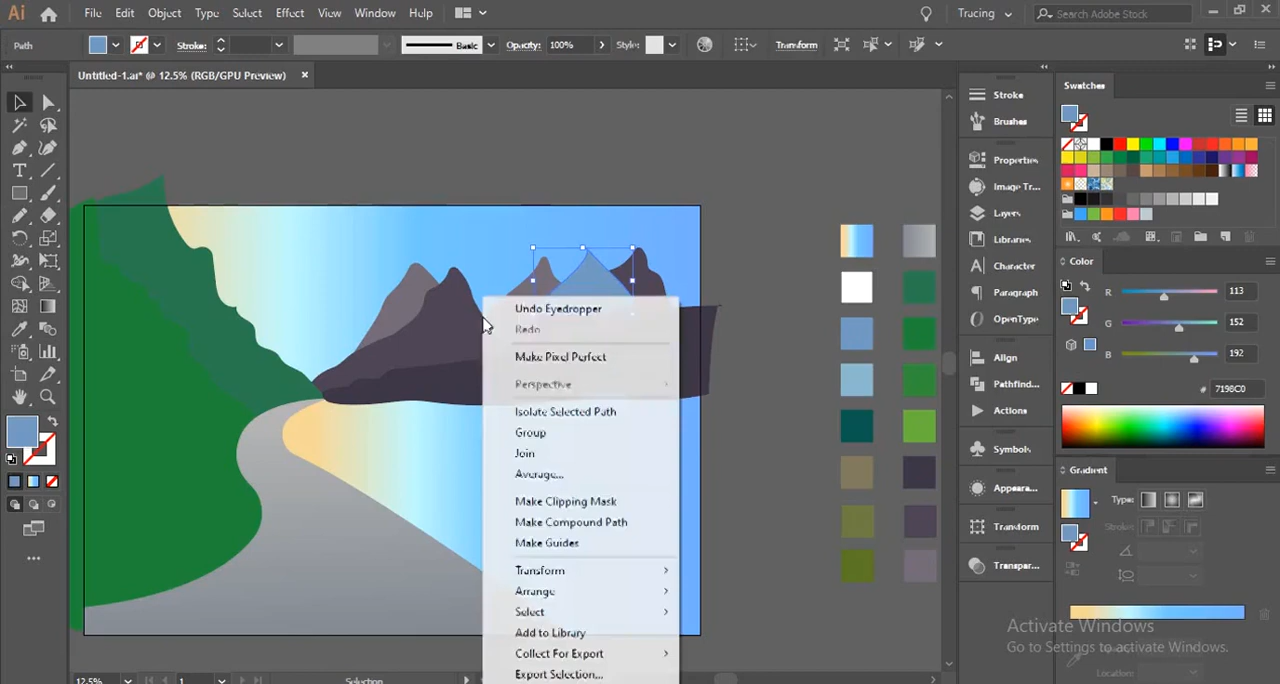 Ai File Edit Object Type Select Effect View Window Help Tracing Search Adobe Stock
Path Stroke: Basic Opacity: 100% Style: Transform
Untitled-1.ai* @ 12.5% (RGB/GPU Preview)
Undo Eyedropper
Redo
Make Pixel Perfect
Perspective
Isolate Selected Path
Group
Join
Average...
Make Clipping Mask
Make Compound Path
Make Guides
Transform
Arrange
Select
Add to Library
Collect For Export
Export Selection...
12.5% 1 Selection
Stroke
Brushes
Properties
Image Tr...
Layers
Libraries
Character
Paragraph
OpenType
Align
Pathfin...
Actions
Symbols
Appeara...
Transform
Transpar...
Swatches
Color
R 113
G 152
B 192
# 7198C0
Gradient
Type:
Stroke:
Location:
Activate Windows
Go to Settings to activate Windows.